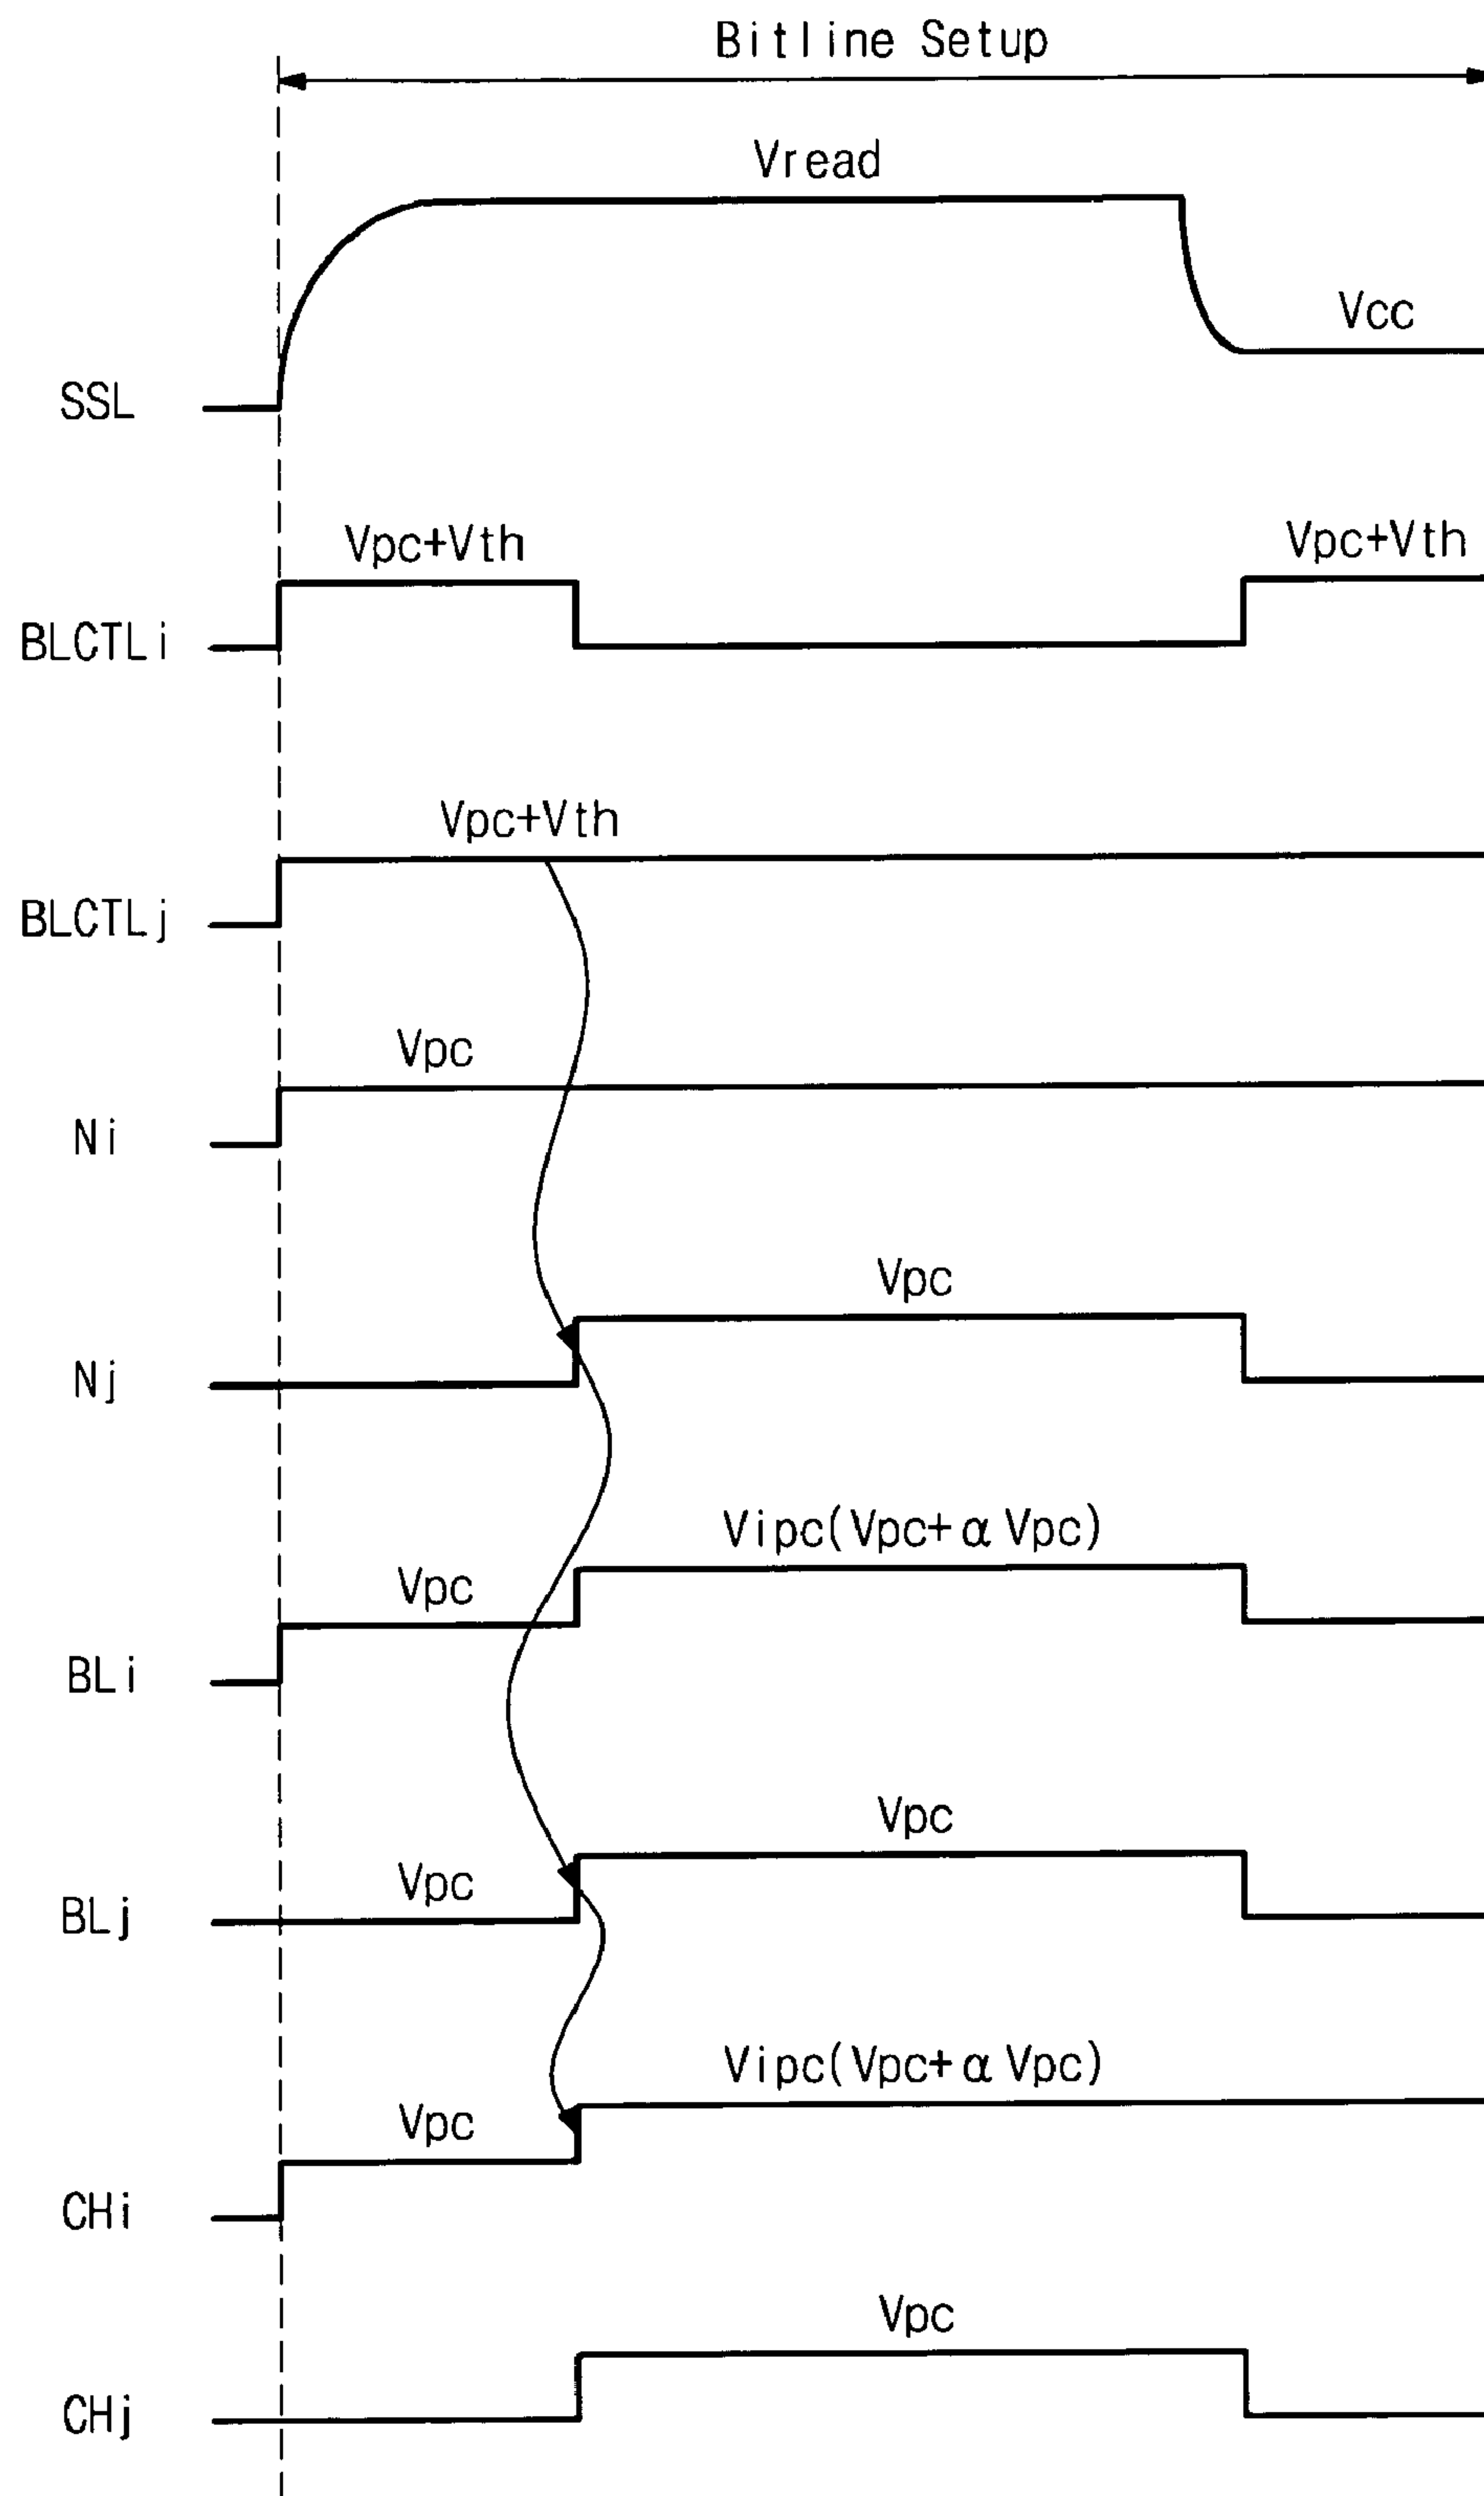 Bitline Setup
Vread
Vcc
SSL
Vpc+Vth
Vpc+Vth
BLCTLi
Vpc+Vth
BLCTLj
Vpc
Ni
Vpc
Nj
Vipc(Vpc+αVpc)
Vpc
BLi
Vpc
Vpc
BLj
Vipc(Vpc+αVpc)
Vpc
CHi
Vpc
CHj